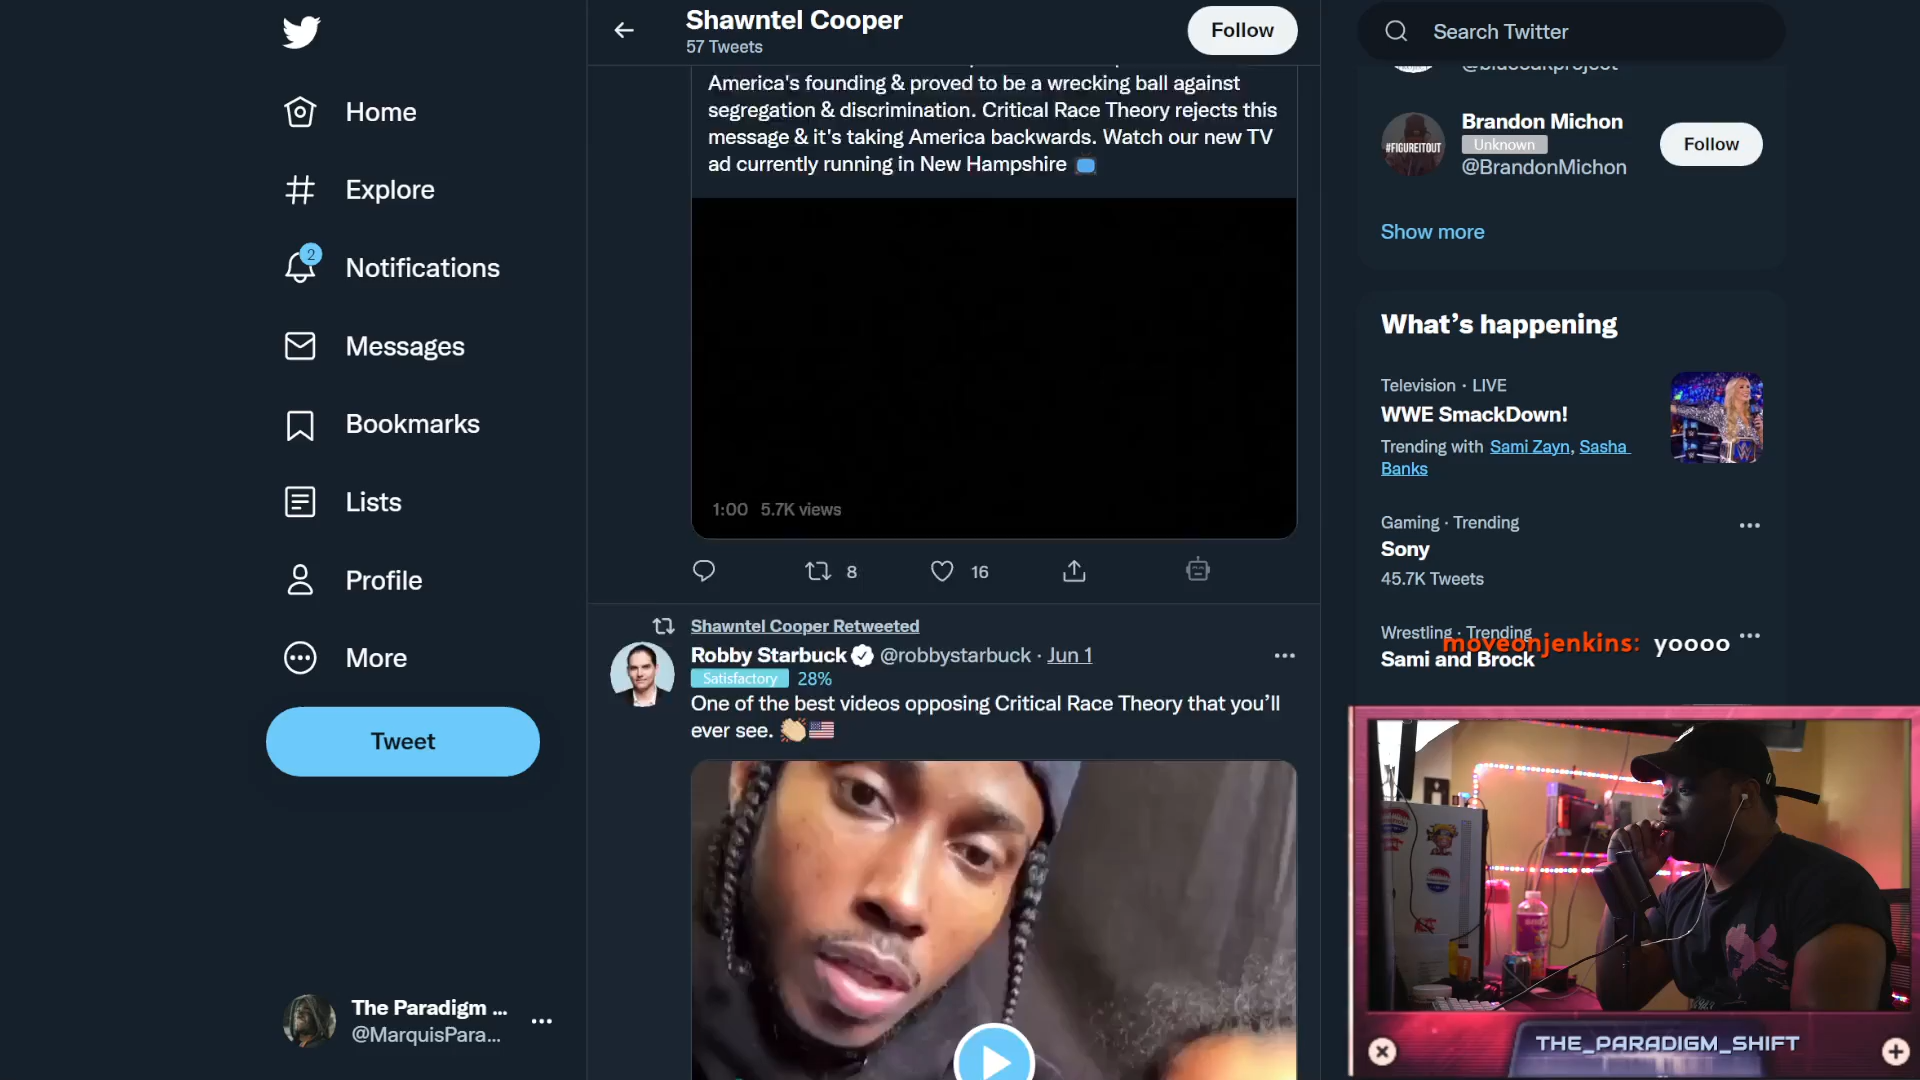 Shawntel Cooper
57 Tweets
Follow
Search Twitter
Home
Explore
2
Notifications
Messages
Bookmarks
Lists
Profile
More
Tweet
The Paradigm ...
@MarquisPara...
America's founding & proved to be a wrecking ball against
segregation & discrimination. Critical Race Theory rejects this
message & it's taking America backwards. Watch our new TV
ad currently running in New Hampshire
1:00 5.7K views
8
16
Shawntel Cooper Retweeted
Robby Starbuck @robbystarbuck · Jun 1
Satisfactory 28%
One of the best videos opposing Critical Race Theory that you'll
ever see.
#FIGUREITOUT
Brandon Michon
Unknown
@BrandonMichon
Follow
Show more
What's happening
Television · LIVE
WWE SmackDown!
Trending with Sami Zayn, Sasha
Banks
Gaming · Trending
Sony
45.7K Tweets
Wrestling · Trending
moveonjenkins: yoooo
Sami and Brock
THE_PARADIGM_SHIFT